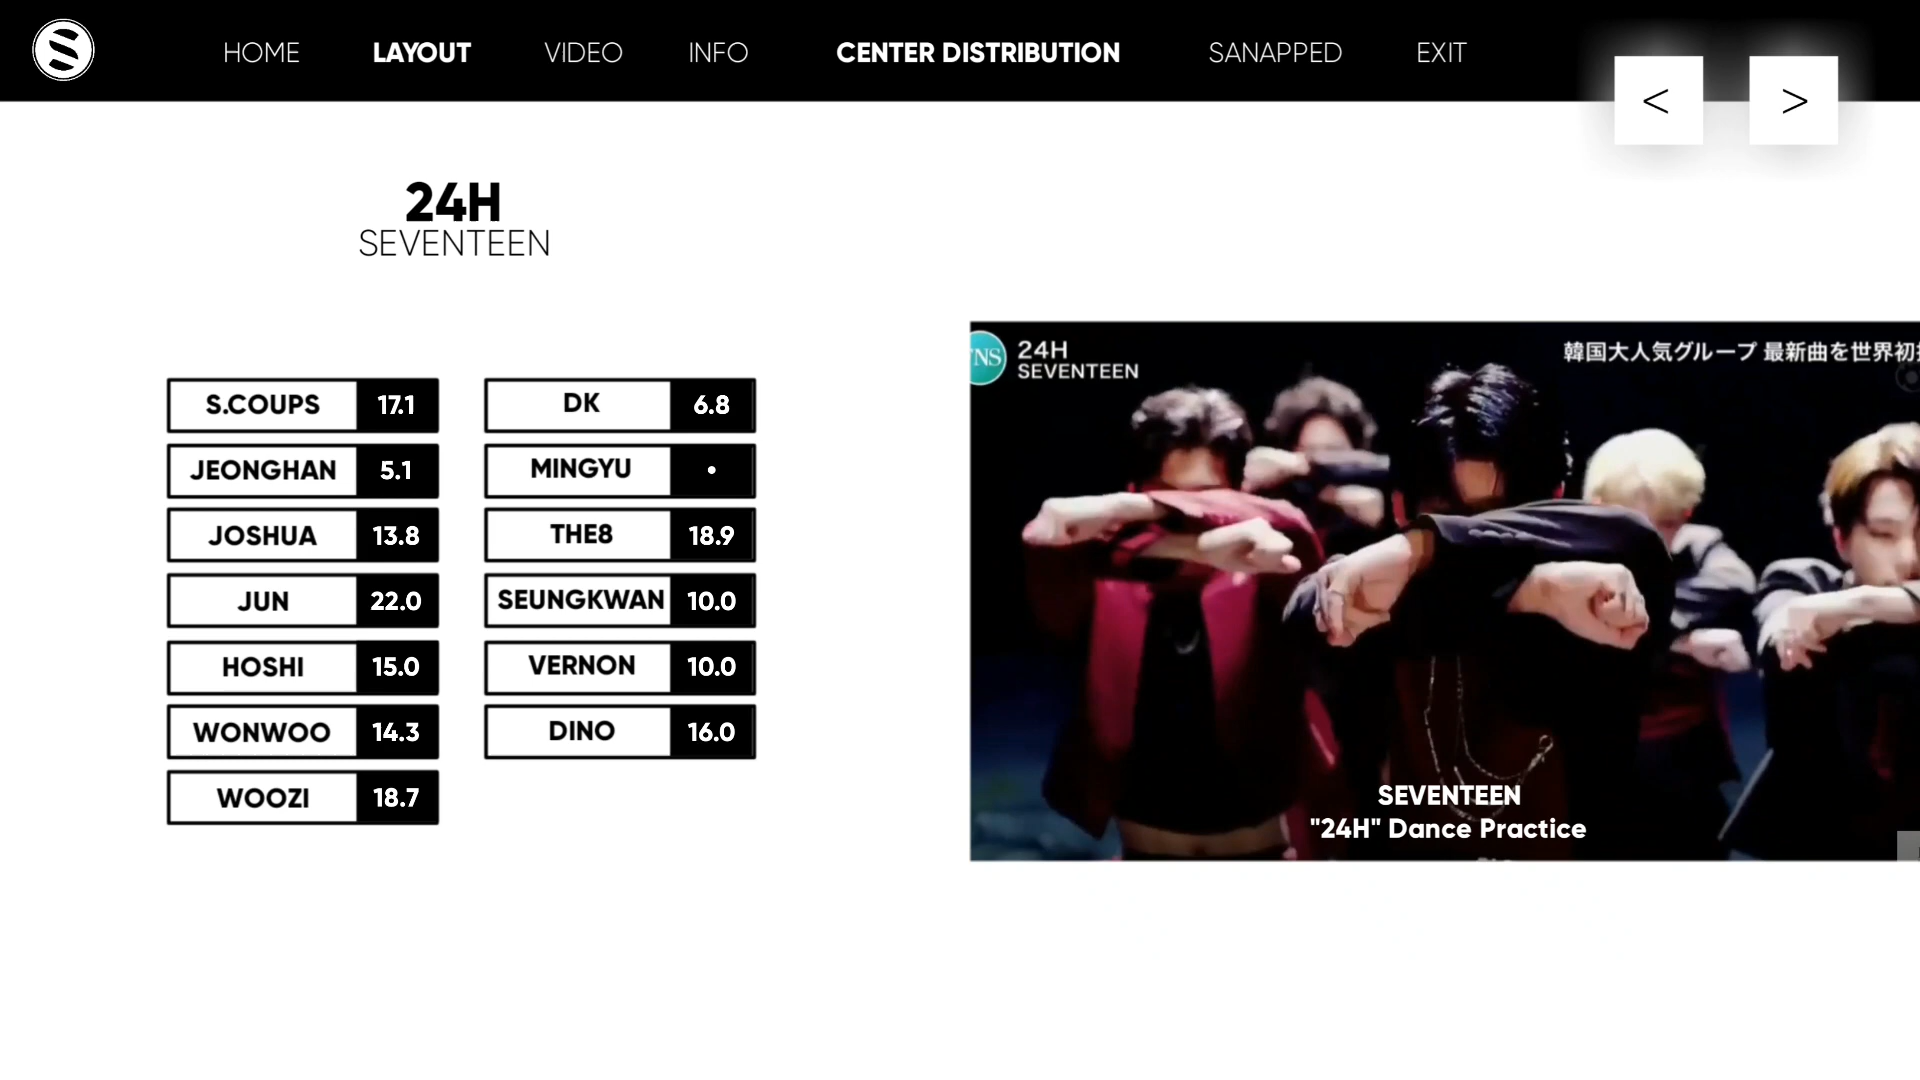 HOME LAYOUT VIDEO INFO CENTER DISTRIBUTION SANAPPED EXIT
< >
24H
SEVENTEEN
S.COUPS 17.1
JEONGHAN 5.1
JOSHUA 13.8
JUN 22.0
HOSHI 15.0
WONWOO 14.3
WOOZI 18.7
DK 6.8
MINGYU •
THE8 18.9
SEUNGKWAN 10.0
VERNON 10.0
DINO 16.0
NS
24H
SEVENTEEN
韓国大人気グループ 最新曲を世界初
SEVENTEEN
"24H" Dance Practice